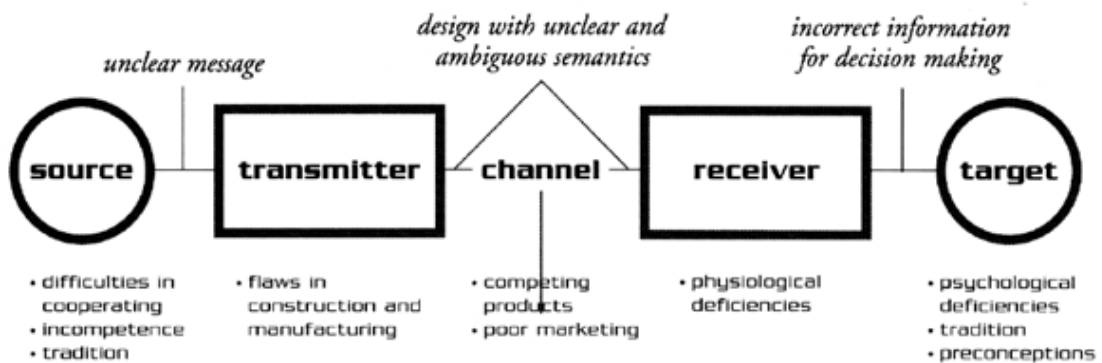 design with unclear and
ambiguous semantics
incorrect information
for decision making
unclear message
source
transmitter
channel
receiver
target
• difficulties in
cooperating
• incompetence
• tradition
• flaws in
construction and
manufacturing
• competing
products
• poor marketing
• physiological
deficiencies
• psychological
deficiencies
• tradition
• preconceptions